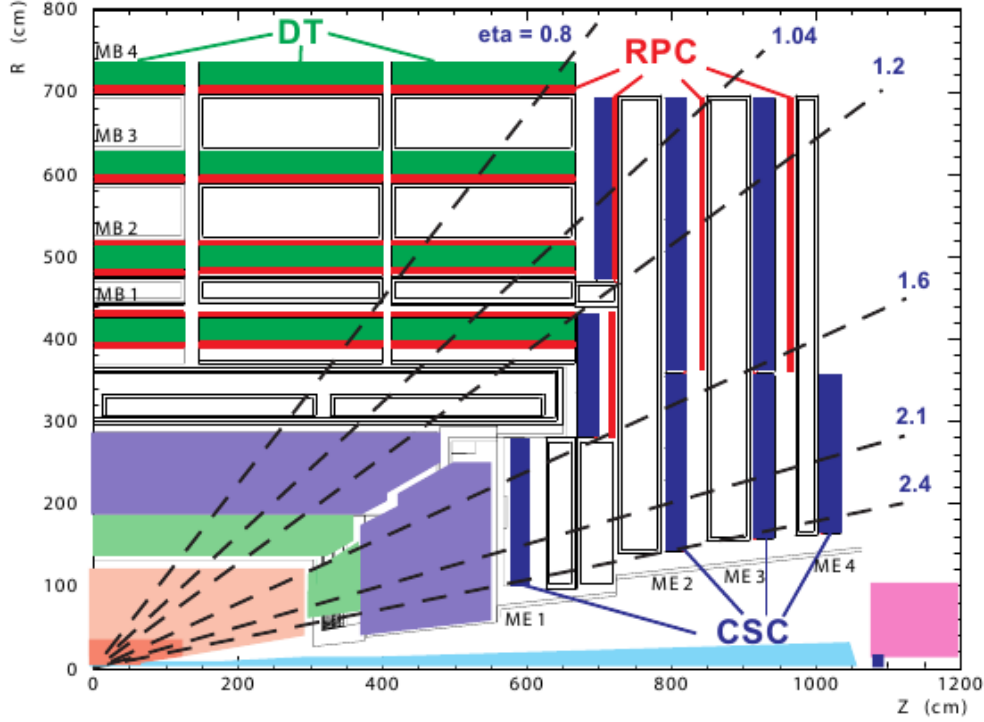 R (cm)
800
700
600
500
400
300
200
100
0
MB 4
MB 3
MB 2
MB 1
DT
eta = 0.8
RPC
1.04
1.2
1.6
2.1
2.4
ME 1
ME 2
ME 3
ME 4
CSC
0
200
400
600
800
1000
1200
Z (cm)